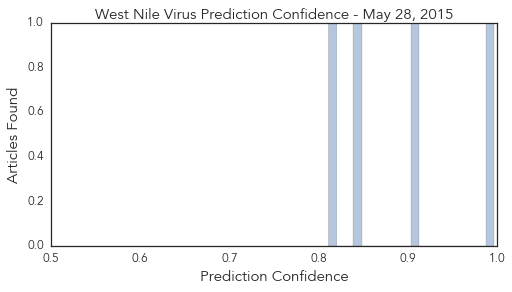 West Nile Virus Prediction Confidence - May 28, 2015
1.0
0.8
0.6
0.4
0.2
0.0
Articles Found
0.5 0.6 0.7 0.8 0.9 1.0
Prediction Confidence